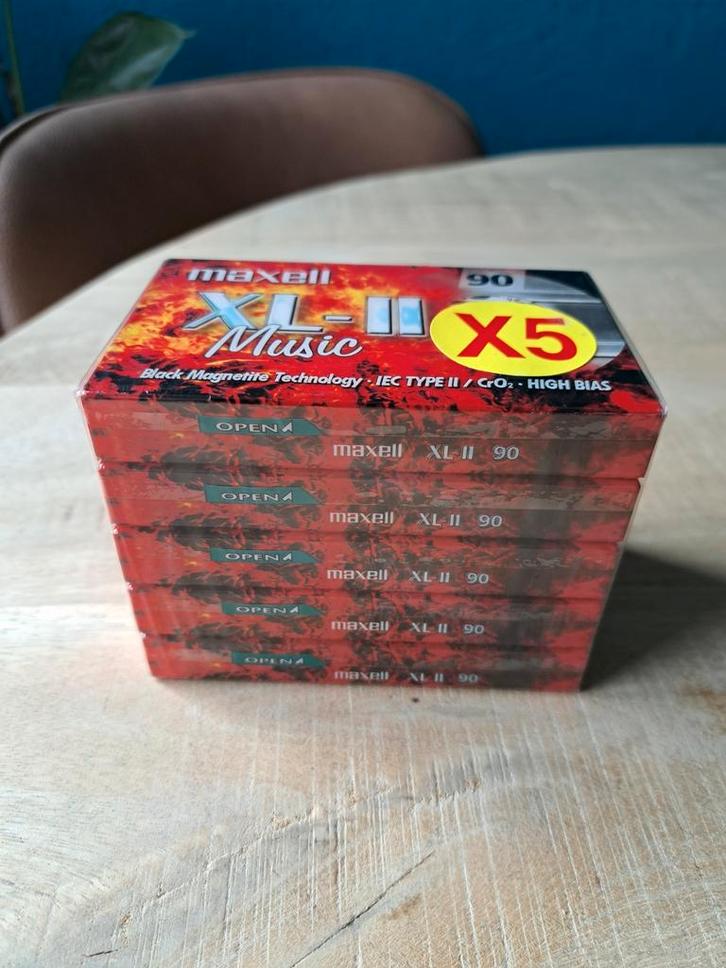 maxell 90
XL-II
Music
X5
Black Magnetite Technology · IEC TYPE II / CrO₂ · HIGH BIAS
OPEN
maxell XL-II 90
OPEN
maxell XL-II 90
OPEN
maxell XL-II 90
OPEN
maxell XL-II 90
OPEN
maxell XL-II 90